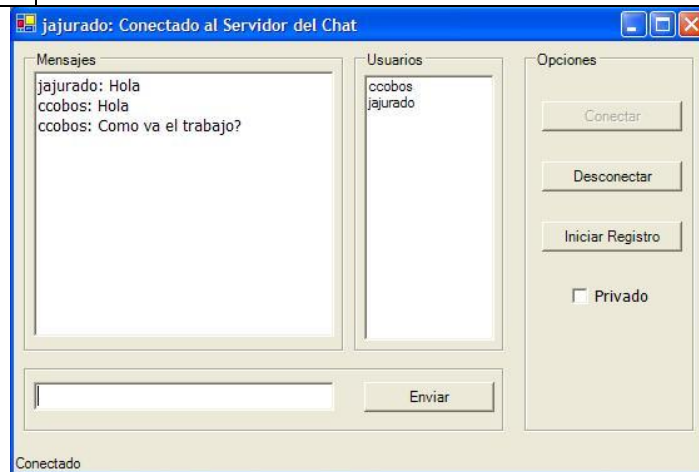 jajurado: Conectado al Servidor del Chat
Mensajes
jajurado: Hola
ccobos: Hola
ccobos: Como va el trabajo?
Usuarios
ccobos
jajurado
Opciones
Conectar
Desconectar
Iniciar Registro
Privado
Enviar
Conectado